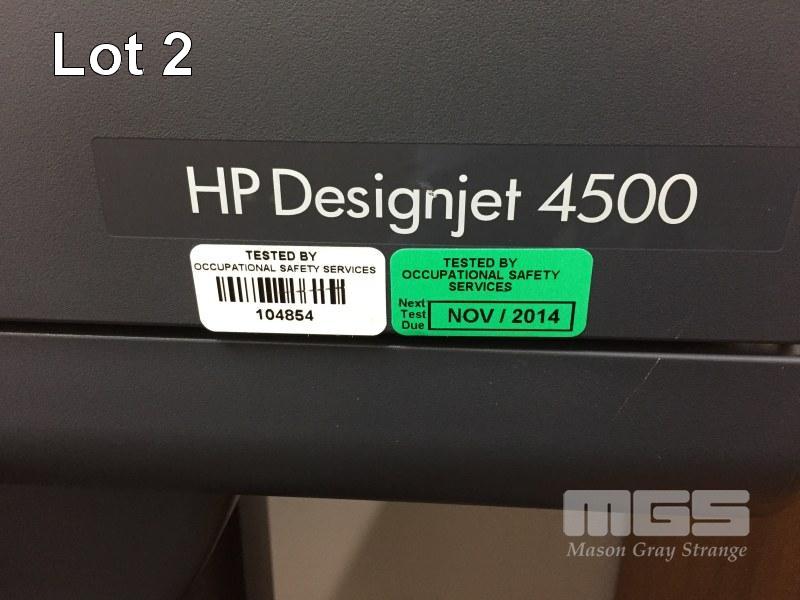 Lot 2
HP Designjet 4500
TESTED BY
OCCUPATIONAL SAFETY SERVICES
104854
TESTED BY
OCCUPATIONAL SAFETY
SERVICES
Next
Test
Due
NOV / 2014
MGS
Mason Gray Strange